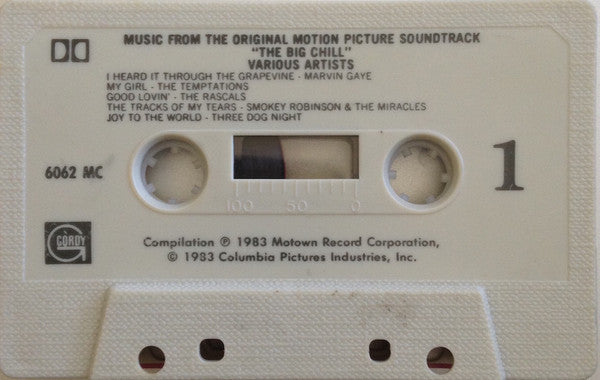 MUSIC FROM THE ORIGINAL MOTION PICTURE SOUNDTRACK
"THE BIG CHILL"
VARIOUS ARTISTS
I HEARD IT THROUGH THE GRAPEVINE - MARVIN GAYE
MY GIRL - THE TEMPTATIONS
GOOD LOVIN' - THE RASCALS
THE TRACKS OF MY TEARS - SMOKEY ROBINSON & THE MIRACLES
JOY TO THE WORLD - THREE DOG NIGHT
6062 MC
1
100 50 0
GORDY
Compilation ℗ 1983 Motown Record Corporation,
© 1983 Columbia Pictures Industries, Inc.